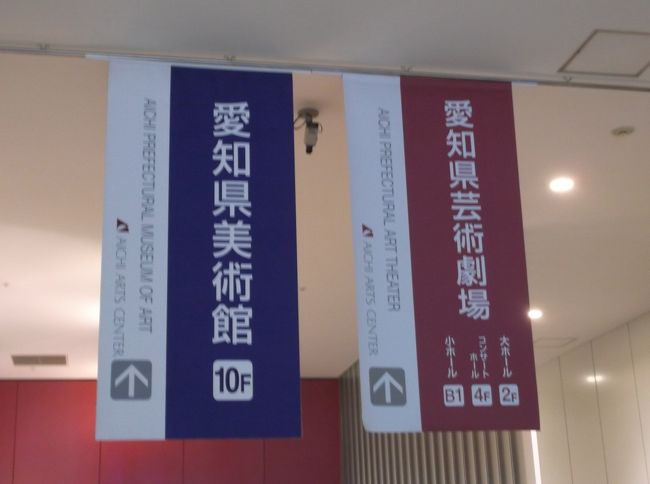 AICHI PREFECTURAL MUSEUM OF ART
AICHI ARTS CENTER
愛知県美術館
10F
AICHI PREFECTURAL ART THEATER
AICHI ARTS CENTER
愛知県芸術劇場
大ホール
2F
コンサート
ホール
4F
小ホール
B1